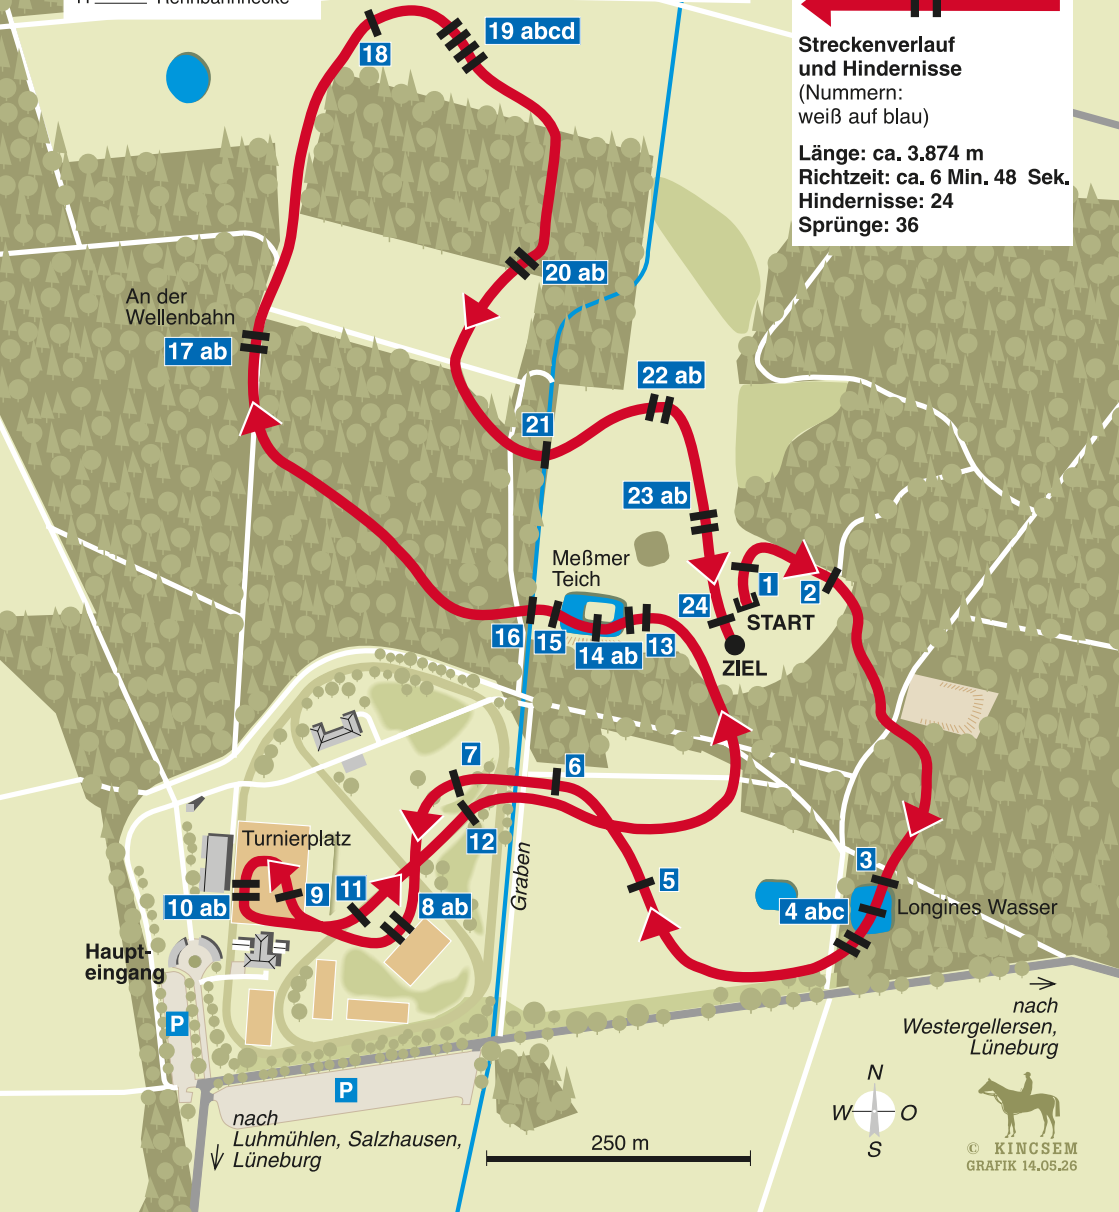 H Rennbahnhecke
Streckenverlauf
und Hindernisse
(Nummern:
weiß auf blau)
Länge: ca. 3.874 m
Richtzeit: ca. 6 Min. 48 Sek.
Hindernisse: 24
Sprünge: 36
18
19 abcd
20 ab
An der
Wellenbahn
17 ab
22 ab
21
23 ab
Meßmer
Teich
1
2
24
START
16
15
14 ab
13
ZIEL
7
6
12
Turnierplatz
Graben
3
5
11
9
10 ab
8 ab
4 abc
Longines Wasser
Haupt-
eingang
P
nach
Westergellersen,
Lüneburg
P
nach
Luhmühlen, Salzhausen,
Lüneburg
250 m
N
W
O
S
© KINCSEM
GRAFIK 14.05.26